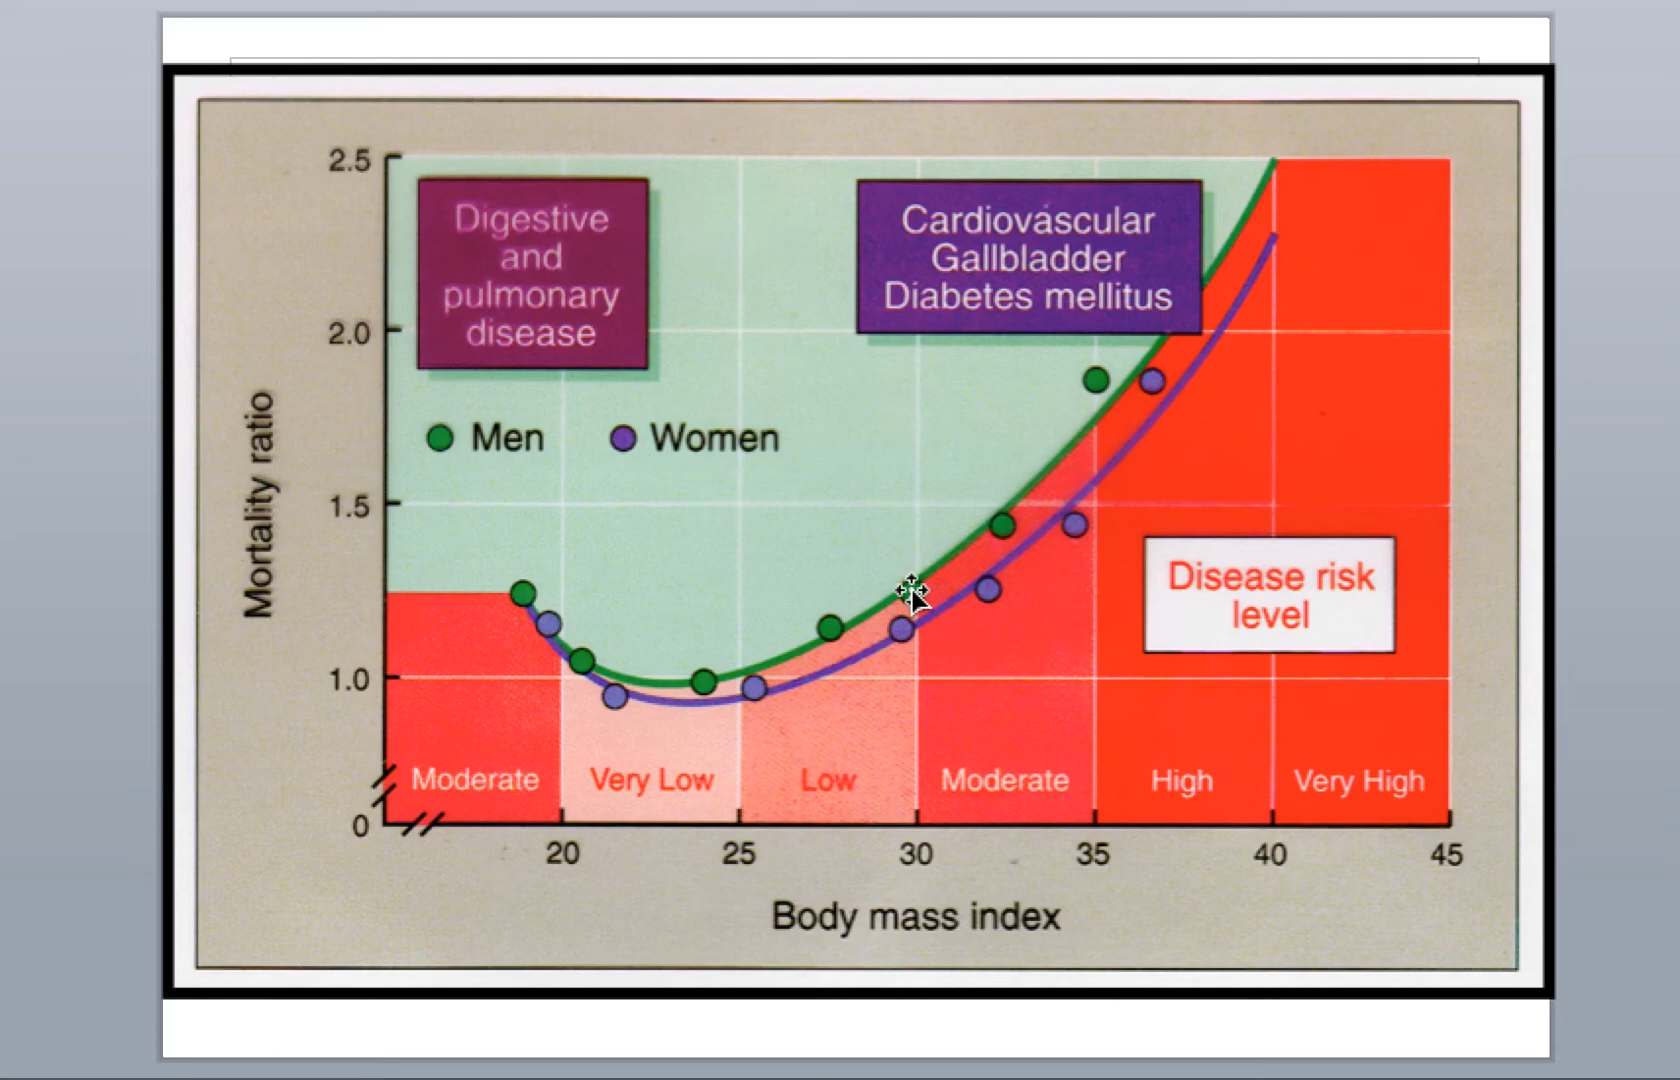 2.5
2.0
1.5
1.0
0
Mortality ratio
Digestive
and
pulmonary
disease
Cardiovascular
Gallbladder
Diabetes mellitus
Men
Women
Disease risk
level
Moderate
Very Low
Low
Moderate
High
Very High
20
25
30
35
40
45
Body mass index